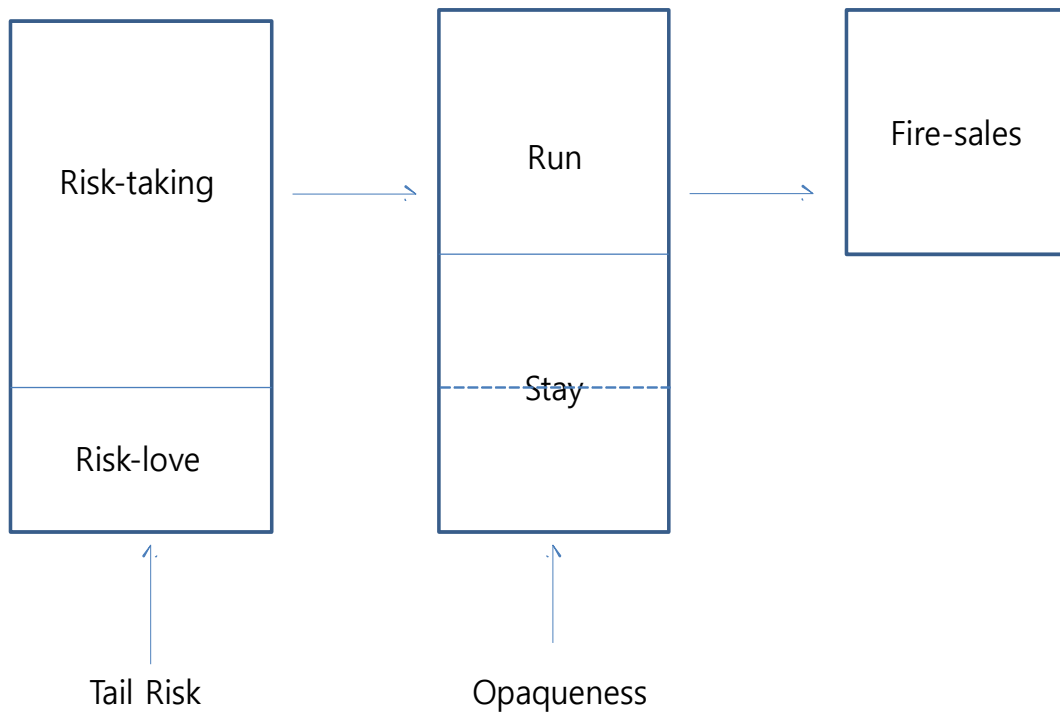 Risk-taking
Risk-love
Run
Stay
Fire-sales
Tail Risk
Opaqueness